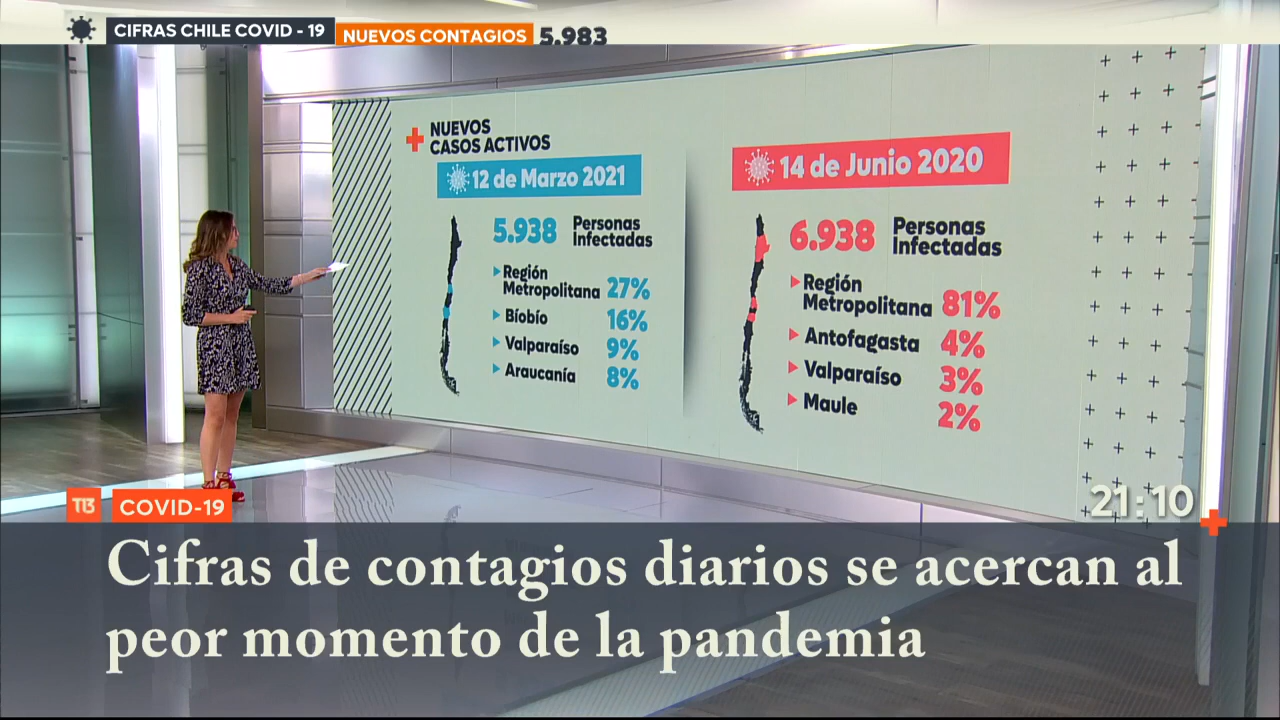 CIFRAS CHILE COVID - 19
NUEVOS CONTAGIOS
5.983
NUEVOS
CASOS ACTIVOS
12 de Marzo 2021
5.938
Personas
Infectadas
Región
Metropolitana 27%
Bíobío 16%
Valparaíso 9%
Araucanía 8%
14 de Junio 2020
6.938
Personas
Infectadas
Región
Metropolitana 81%
Antofagasta 4%
Valparaíso 3%
Maule 2%
21:10
T13
COVID-19
Cifras de contagios diarios se acercan al
peor momento de la pandemia